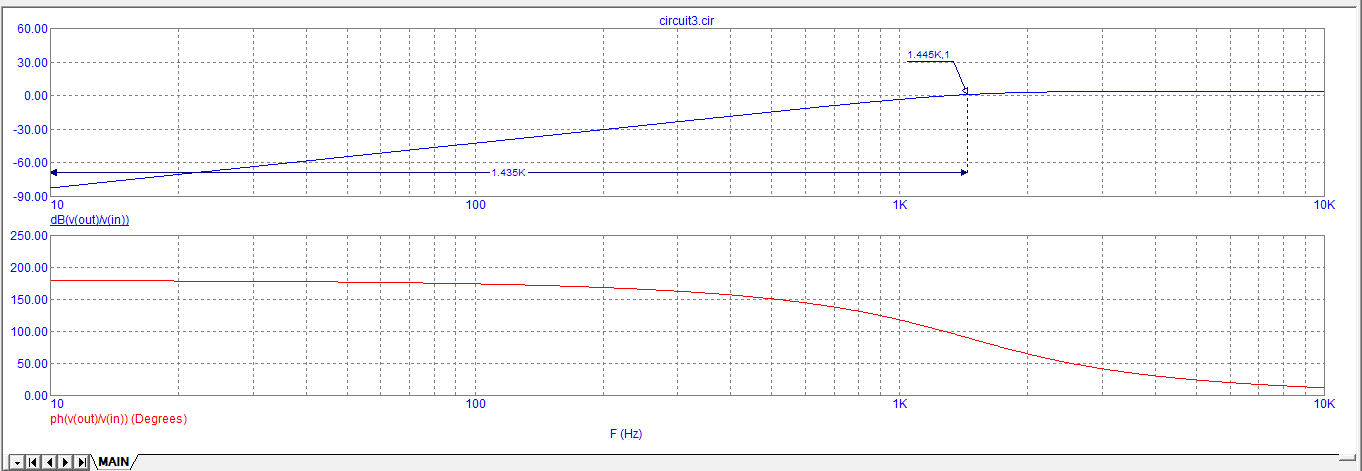 circuit3.cir
60.00
30.00
0.00
-30.00
-60.00
-90.00
1.445K,1
1.435K
10 100 1K 10K
dB(v(out)/v(in))
250.00
200.00
150.00
100.00
50.00
0.00
10 100 1K 10K
ph(v(out)/v(in)) (Degrees)
F (Hz)
MAIN